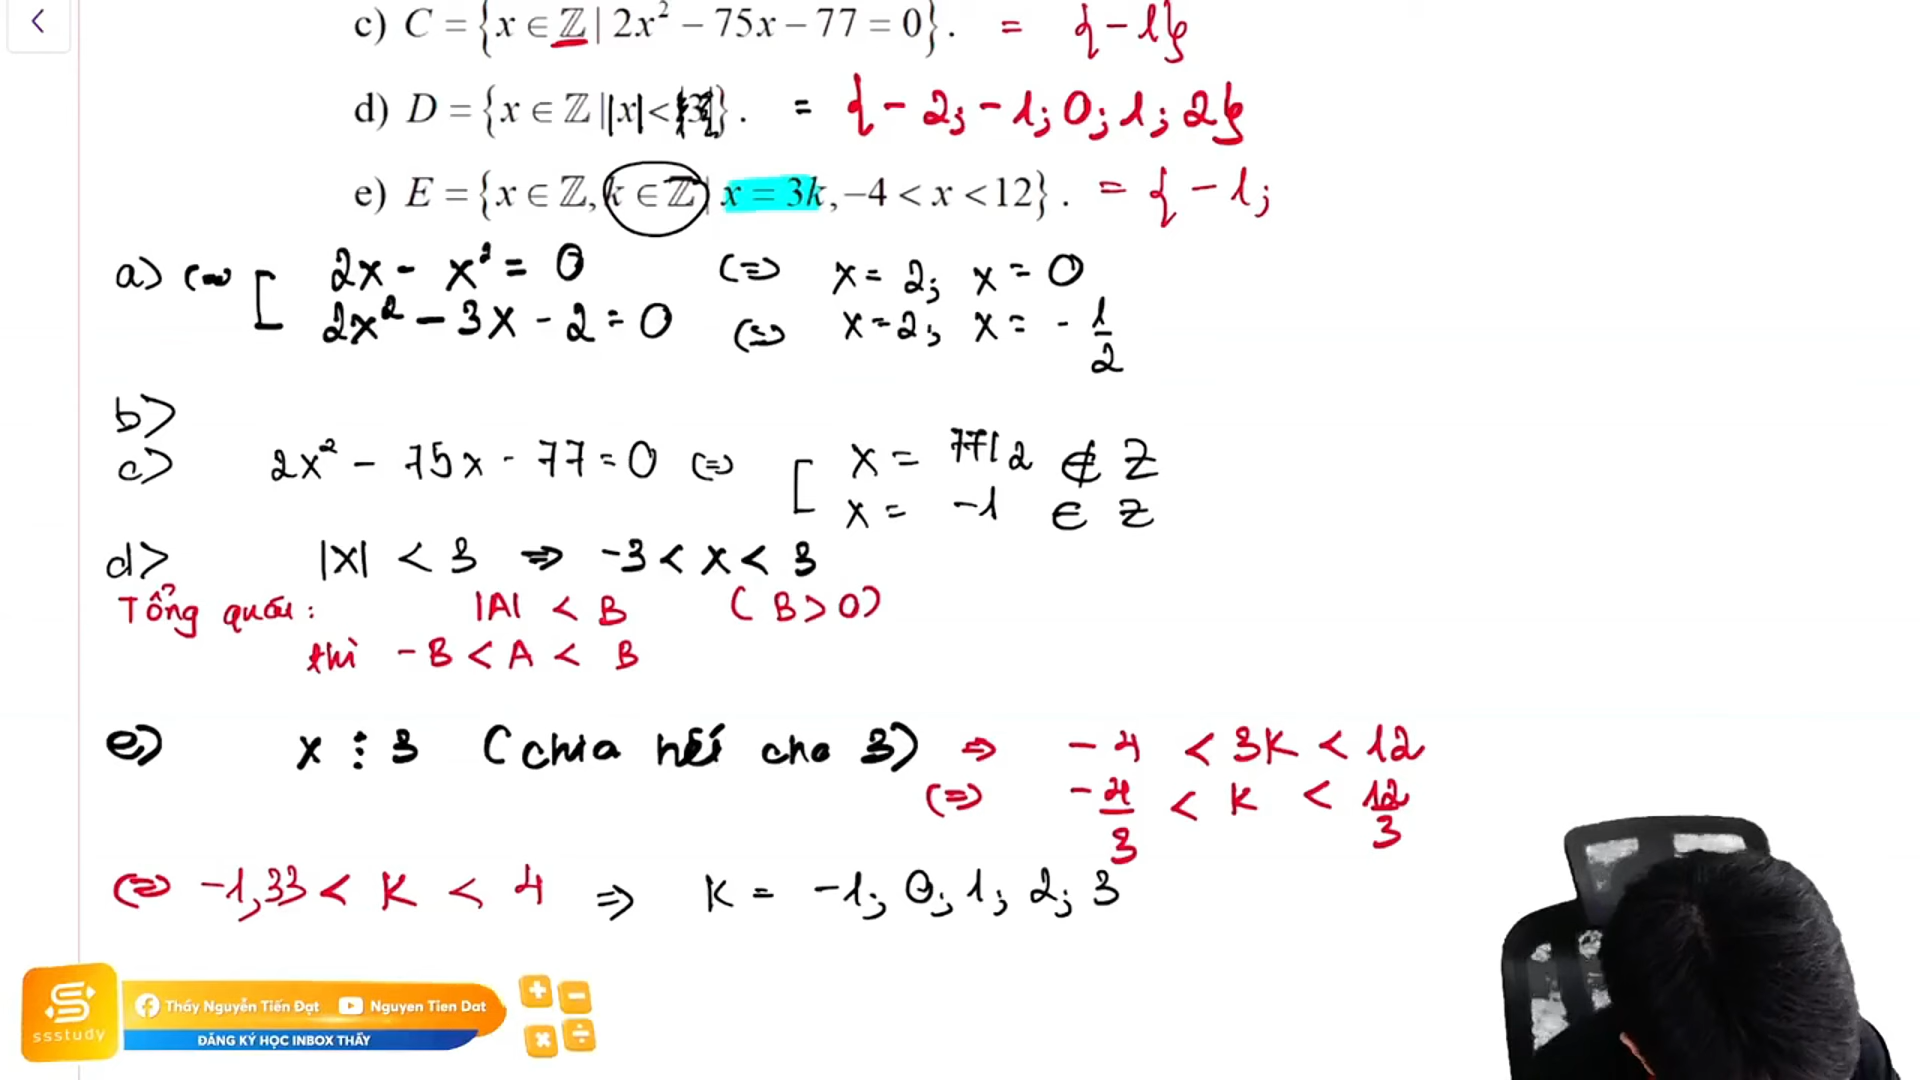 c) C = {x ∈ ℤ | 2x² − 75x − 77 = 0}. = {-1}
d) D = {x ∈ ℤ | |x| < 3}. = {-2; -1; 0; 1; 2}
e) E = {x ∈ ℤ, k ∈ ℤ | x = 3k, −4 < x < 12}. = {-1;
a) ⇔ [ 2x - x² = 0 ⇔ x = 2; x = 0
2x² - 3x - 2 = 0 ⇔ x = 2; x = -1/2
b)
c) 2x² - 75x - 77 = 0 ⇔ [ x = 77/2 ∉ Z
x = -1 ∈ Z
d) |x| < 3 ⇒ -3 < x < 3
Tổng quát: |A| < B (B > 0)
thì -B < A < B
e) x ⋮ 3 (chia hết cho 3) ⇒ -4 < 3K < 12
⇔ -4/3 < K < 12/3
⇔ -1,33 < K < 4 ⇒ K = -1; 0; 1; 2; 3
ssstudy
Thầy Nguyễn Tiến Đạt Nguyen Tien Dat
ĐĂNG KÝ HỌC INBOX THẦY